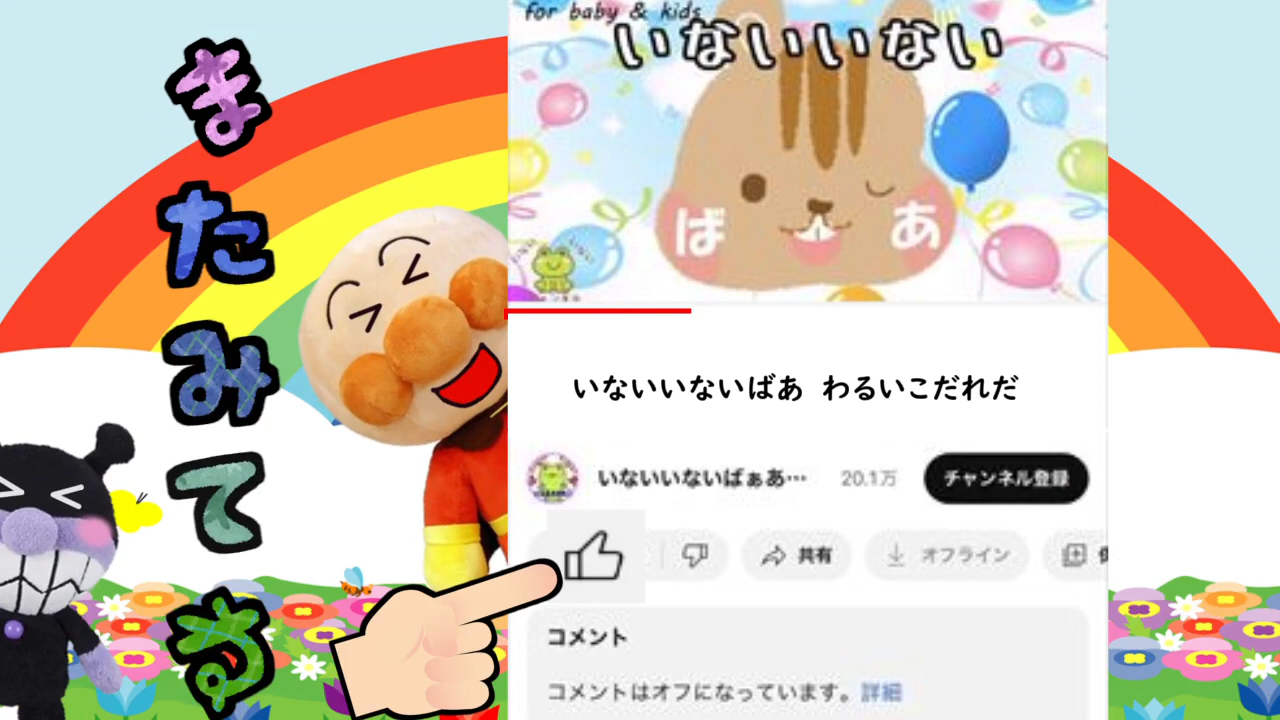 またみてね
for baby & kids
いないいない
ば あ
いないいないばあ わるいこだれだ
いないいないばぁあ… 20.1万 チャンネル登録
共有 オフライン
コメント
コメントはオフになっています。詳細